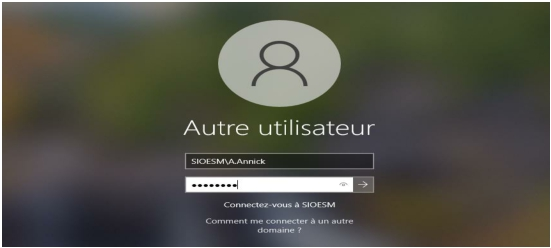 Autre utilisateur
SIOESM\A.Annick
••••••••
Connectez-vous à SIOESM
Comment me connecter à un autre
domaine ?